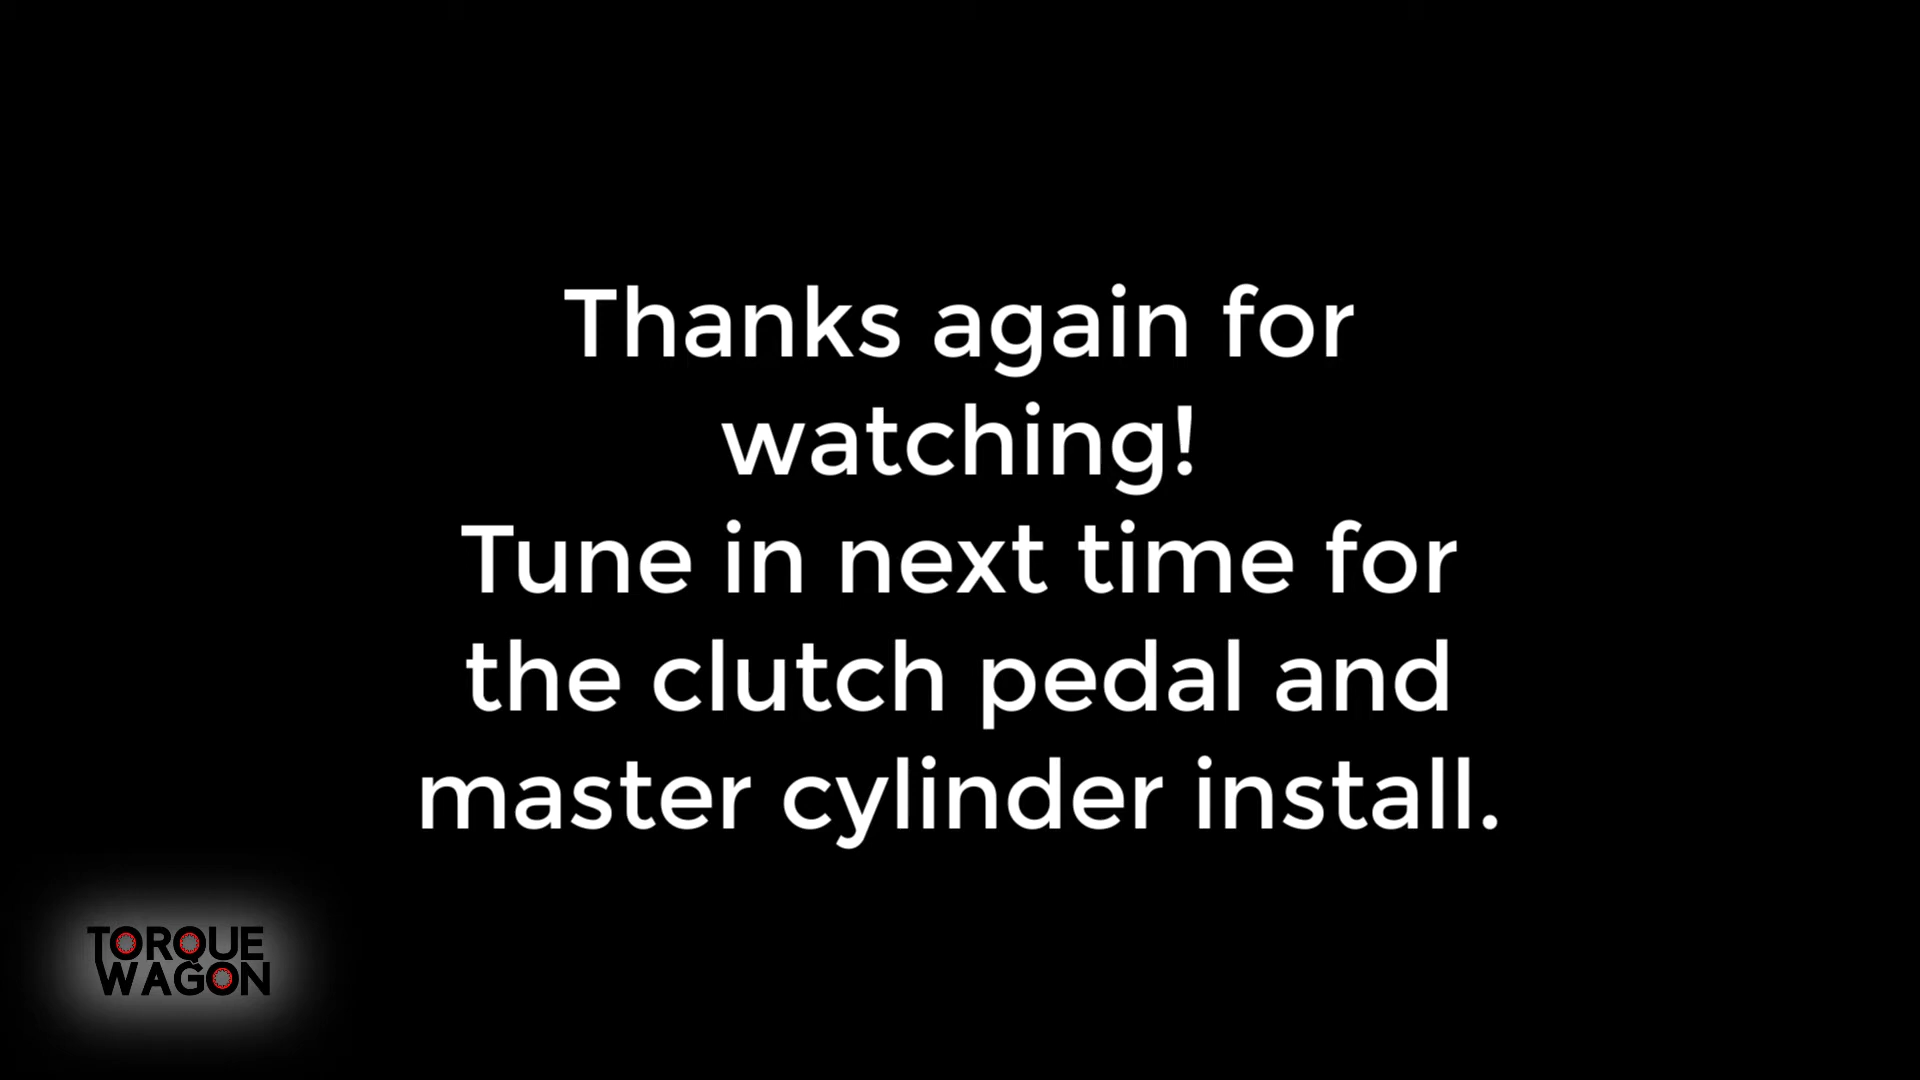 Thanks again for
watching!
Tune in next time for
the clutch pedal and
master cylinder install.
TORQUE
WAGON